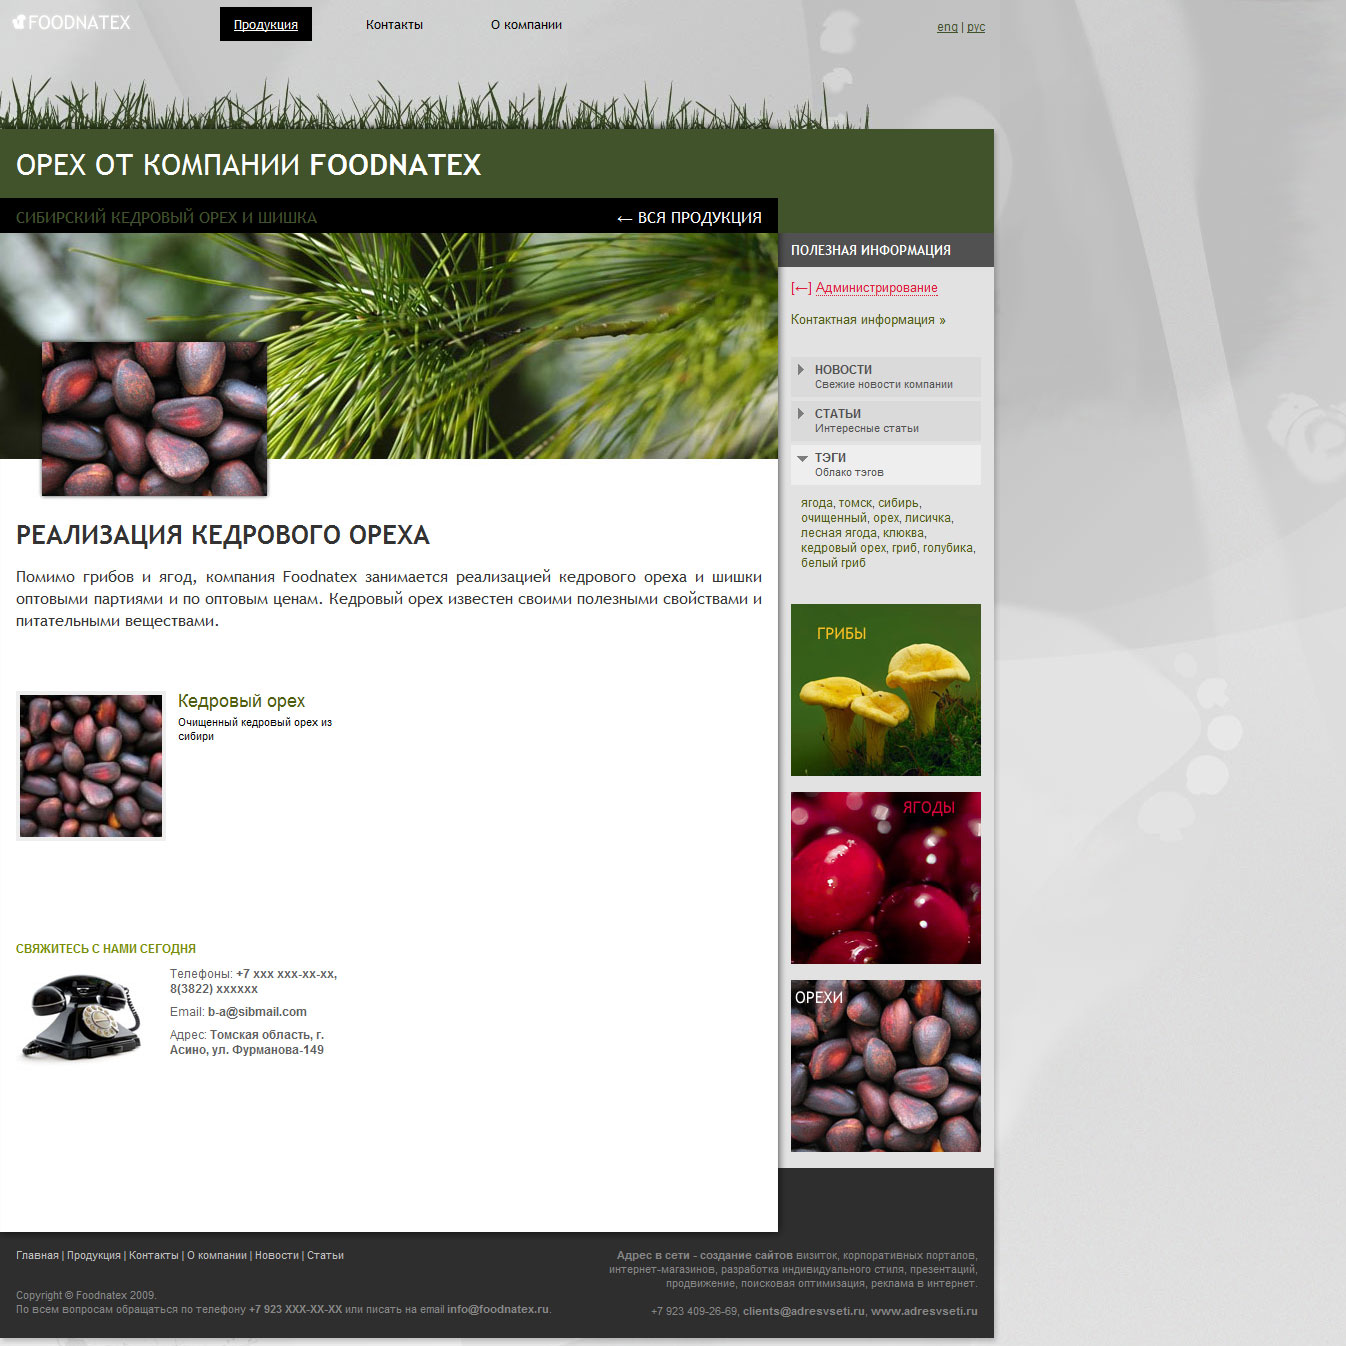 FOODNATEX
Продукция
Контакты
О компании
eng | рус
ОРЕХ ОТ КОМПАНИИ FOODNATEX
СИБИРСКИЙ КЕДРОВЫЙ ОРЕХ И ШИШКА
← ВСЯ ПРОДУКЦИЯ
РЕАЛИЗАЦИЯ КЕДРОВОГО ОРЕХА
Помимо грибов и ягод, компания Foodnatex занимается реализацией кедрового ореха и шишки
оптовыми партиями и по оптовым ценам. Кедровый орех известен своими полезными свойствами и
питательными веществами.
Кедровый орех
Очищенный кедровый орех из
сибири
СВЯЖИТЕСЬ С НАМИ СЕГОДНЯ
Телефоны: +7 xxx xxx-xx-xx,
8(3822) xxxxxx
Email: b-a@sibmail.com
Адрес: Томская область, г.
Асино, ул. Фурманова-149
ПОЛЕЗНАЯ ИНФОРМАЦИЯ
[←] Администрирование
Контактная информация »
НОВОСТИ
Свежие новости компании
СТАТЬИ
Интересные статьи
ТЭГИ
Облако тэгов
ягода, томск, сибирь,
очищенный, орех, лисичка,
лесная ягода, клюква,
кедровый орех, гриб, голубика,
белый гриб
ГРИБЫ
ЯГОДЫ
ОРЕХИ
Главная | Продукция | Контакты | О компании | Новости | Статьи
Copyright © Foodnatex 2009.
По всем вопросам обращаться по телефону +7 923 XXX-XX-XX или писать на email info@foodnatex.ru.
Адрес в сети - создание сайтов визиток, корпоративных порталов,
интернет-магазинов, разработка индивидуального стиля, презентаций,
продвижение, поисковая оптимизация, реклама в интернет.
+7 923 409-26-69, clients@adresvseti.ru, www.adresvseti.ru